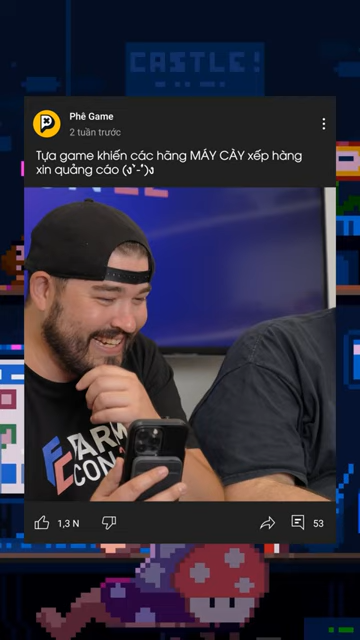 CASTLE!
Phê Game
2 tuần trước
Tựa game khiến các hãng MÁY CÀY xếp hàng
xin quảng cáo (ง'̀-'́)ง
FARM
CON
1,3 N
53